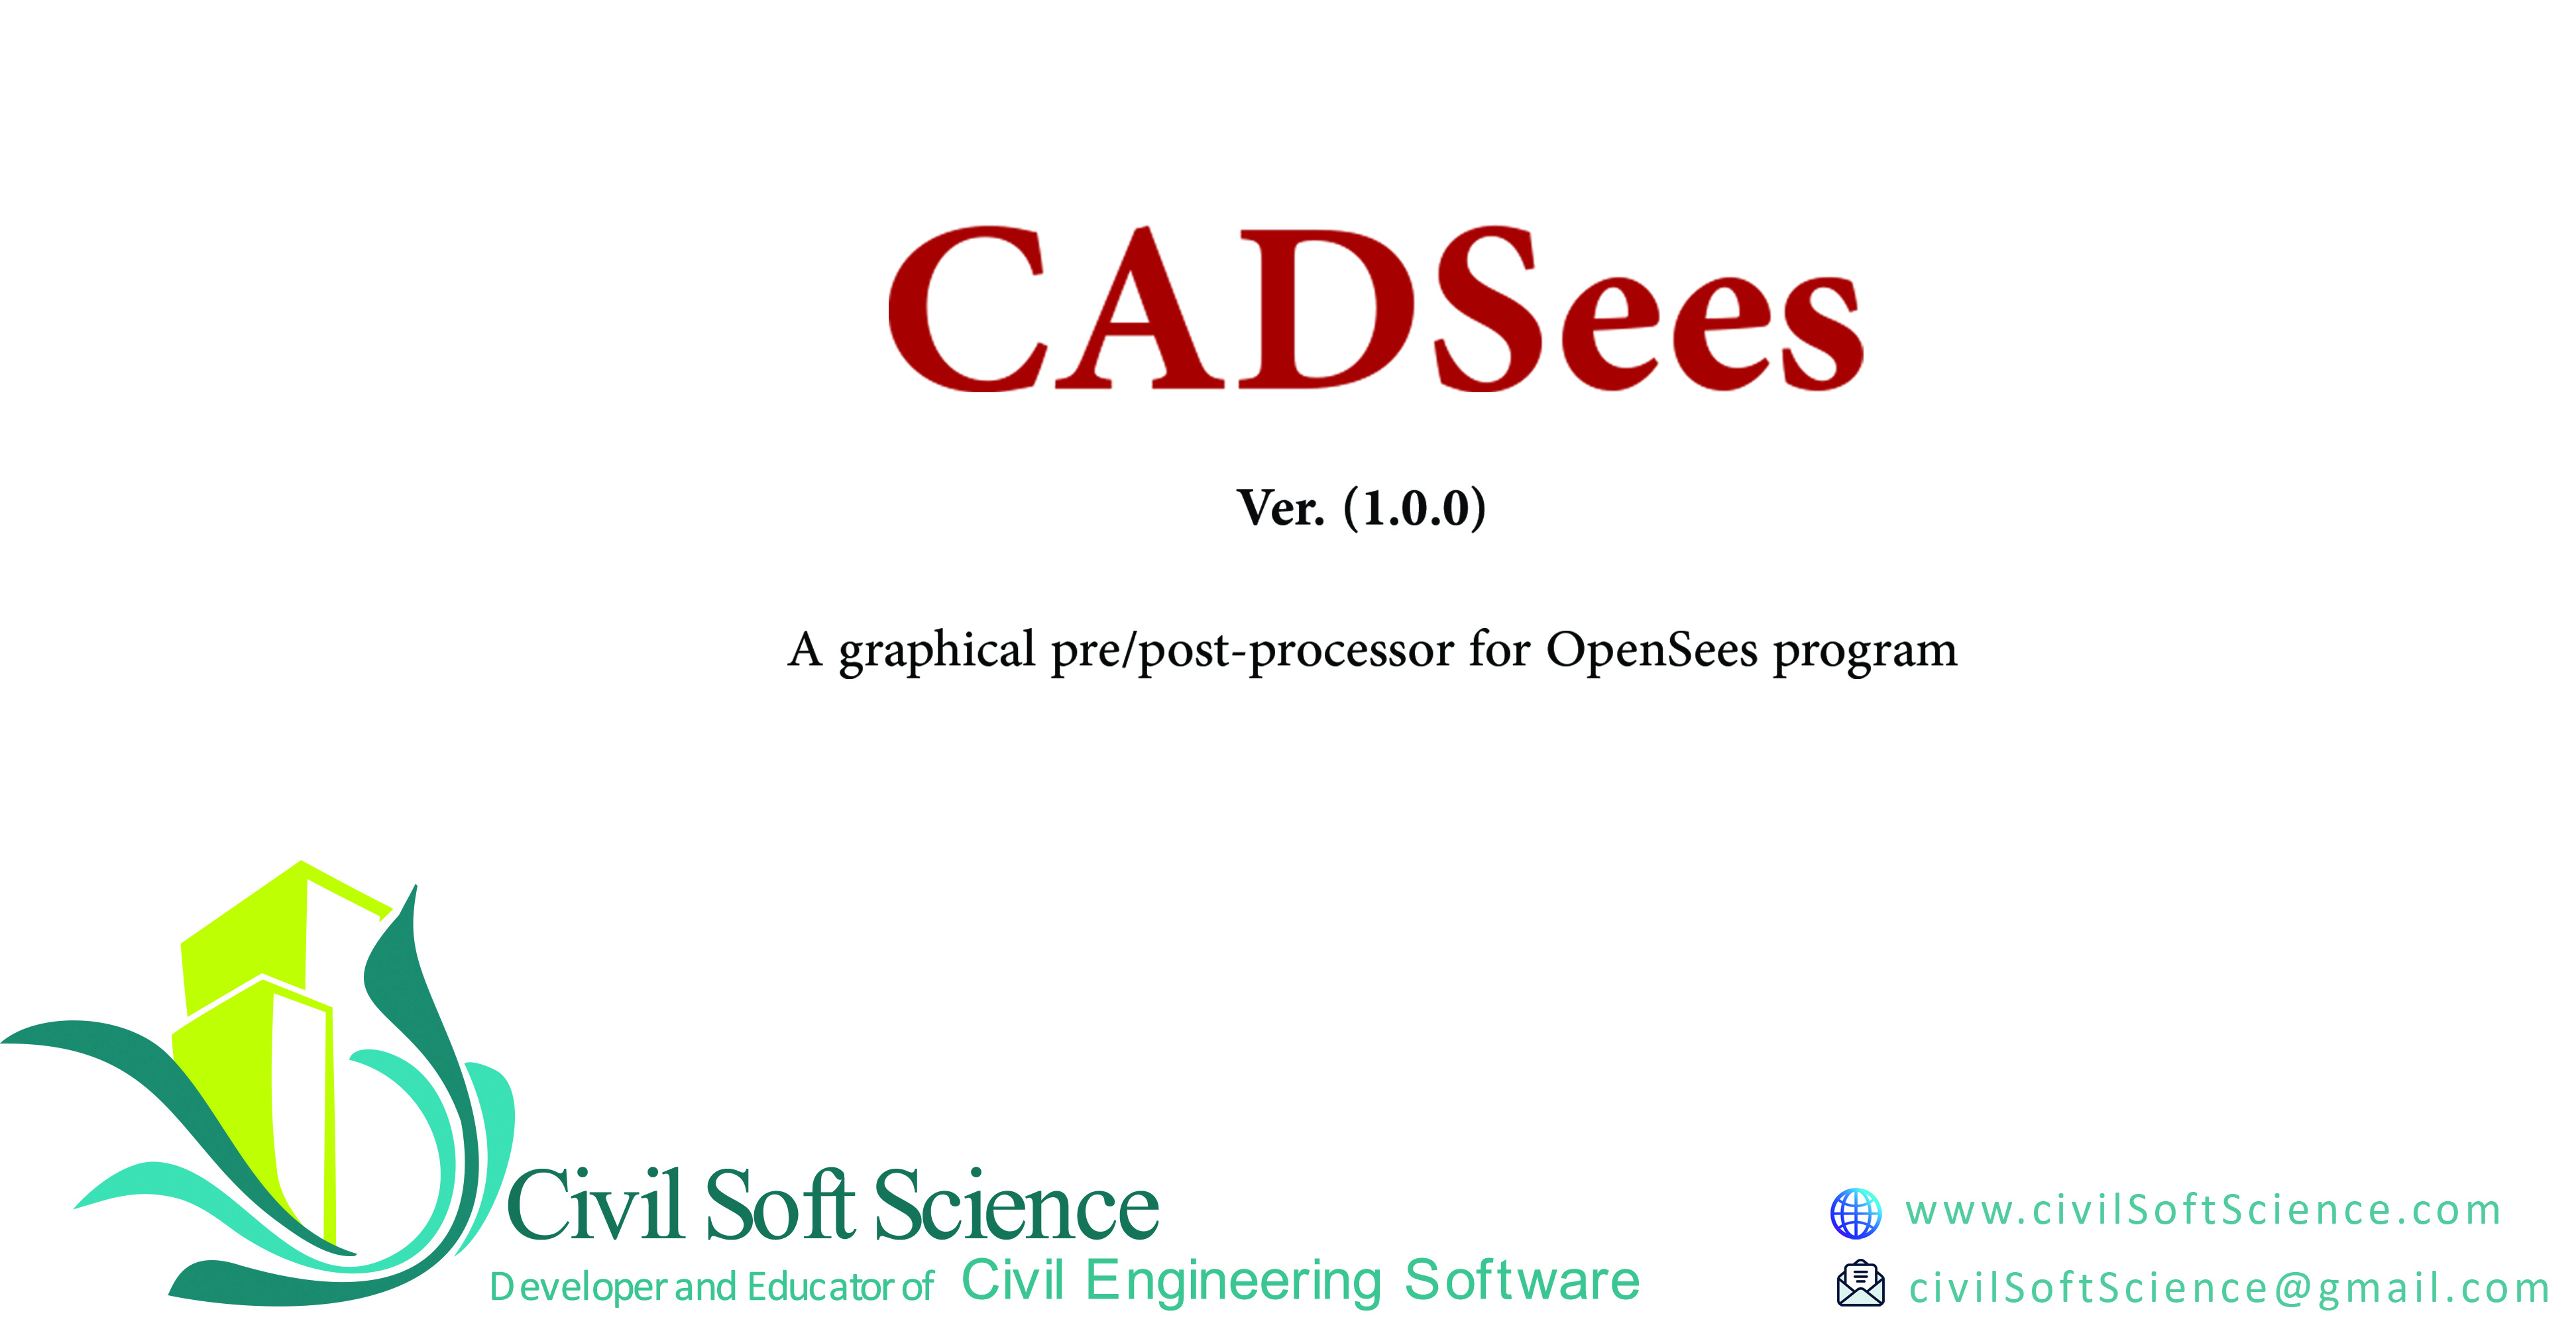 CADSees
Ver. (1.0.0)
A graphical pre/post-processor for OpenSees program
Civil Soft Science
Developer and Educator of Civil Engineering Software
www.civilSoftScience.com
civilSoftScience@gmail.com